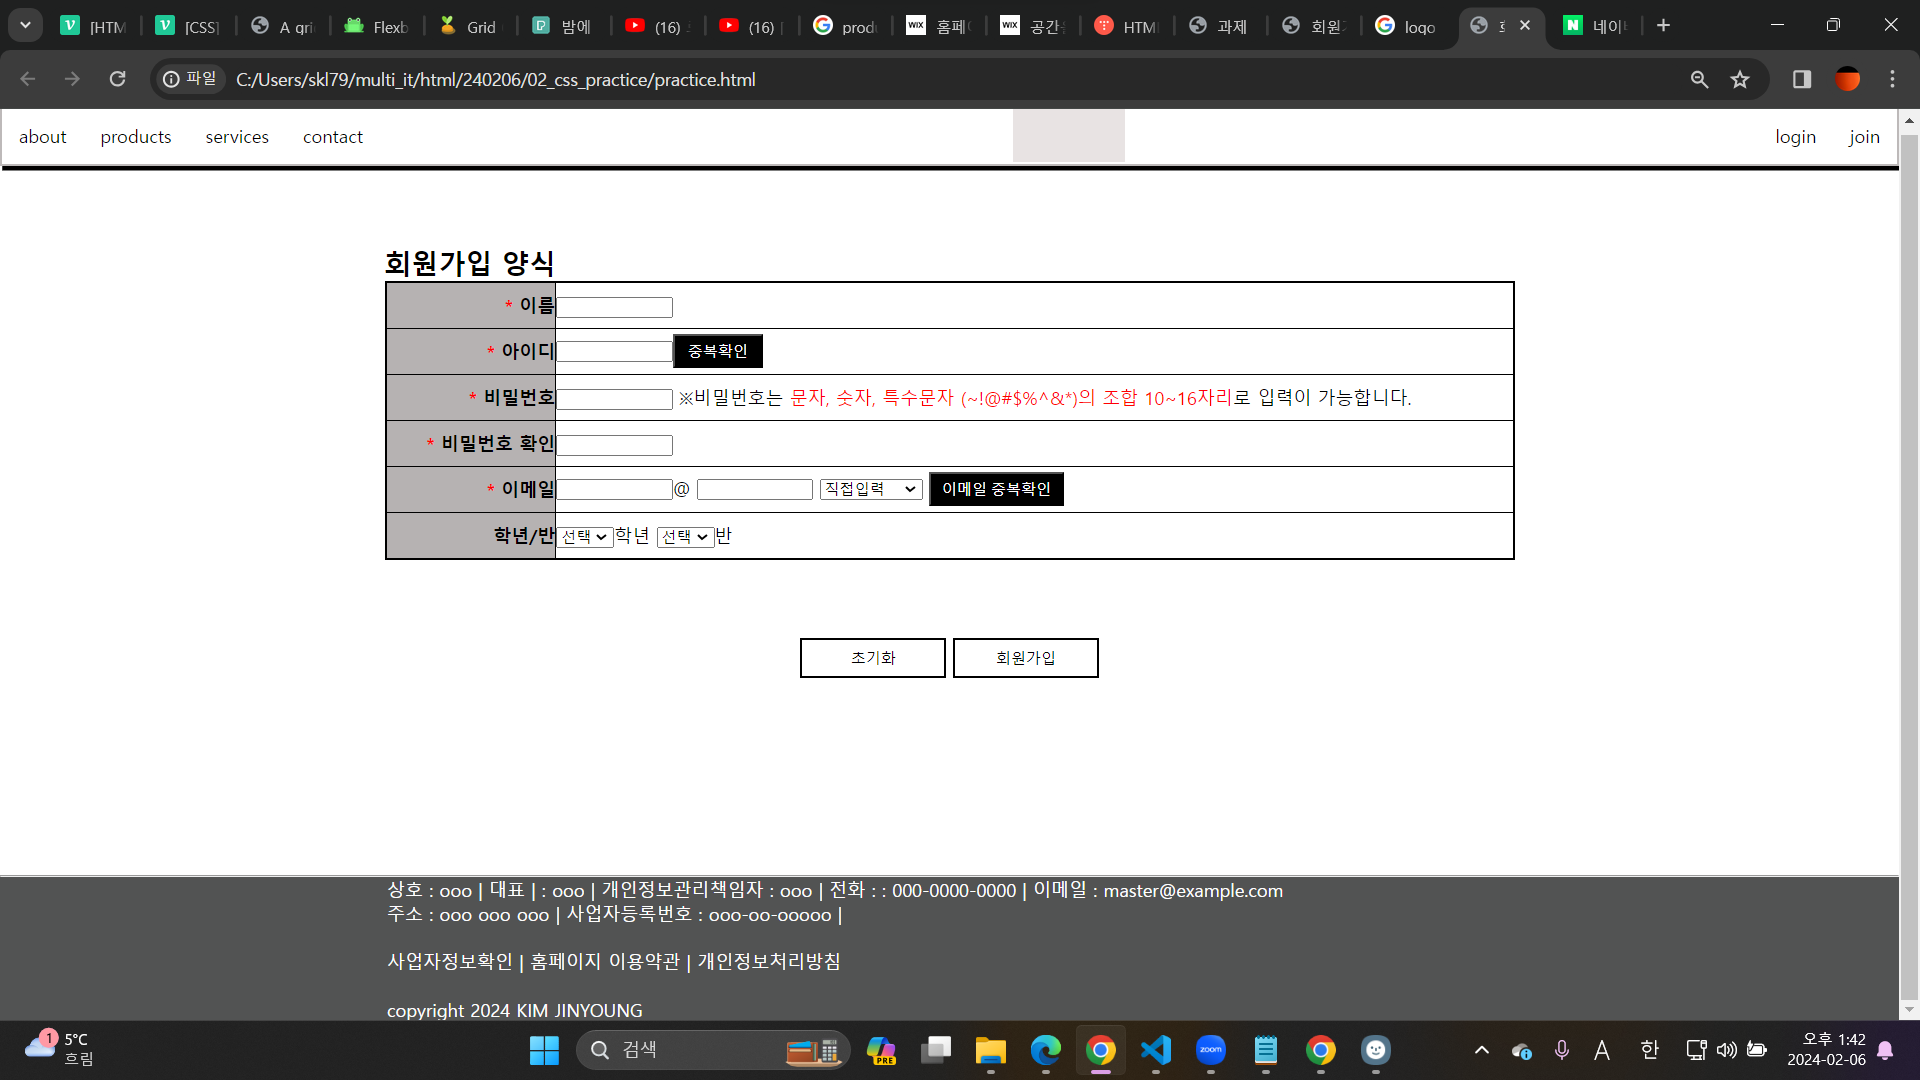 [HTM
[CSS]
A gri
Flexb
Grid
밤에
(16)
(16)
prod
홈페
공간
HTM
과제
회원
logo
네이
파일
C:/Users/skl79/multi_it/html/240206/02_css_practice/practice.html
about products services contact login join
회원가입 양식
* 이름
* 아이디 중복확인
* 비밀번호 ※비밀번호는 문자, 숫자, 특수문자 (~!@#$%^&*)의 조합 10~16자리로 입력이 가능합니다.
* 비밀번호 확인
* 이메일 @ 직접입력 이메일 중복확인
학년/반 선택 학년 선택 반
초기화 회원가입
상호 : ooo | 대표 | : ooo | 개인정보관리책임자 : ooo | 전화 : : 000-0000-0000 | 이메일 : master@example.com
주소 : ooo ooo ooo | 사업자등록번호 : ooo-oo-ooooo |
사업자정보확인 | 홈페이지 이용약관 | 개인정보처리방침
copyright 2024 KIM JINYOUNG
1
5°C
흐림
검색
PRE
zoom
A
한
오후 1:42
2024-02-06